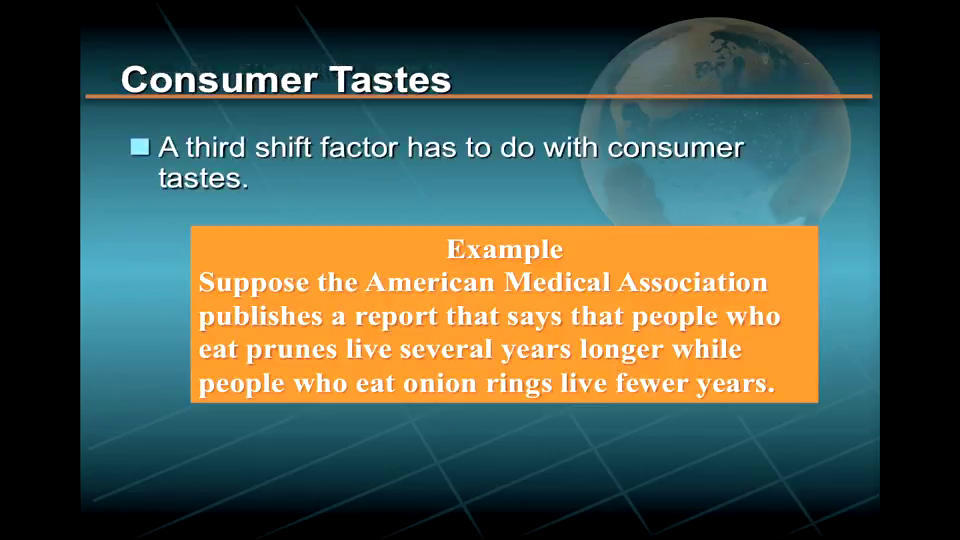 Consumer Tastes
A third shift factor has to do with consumer
tastes.
Example
Suppose the American Medical Association
publishes a report that says that people who
eat prunes live several years longer while
people who eat onion rings live fewer years.